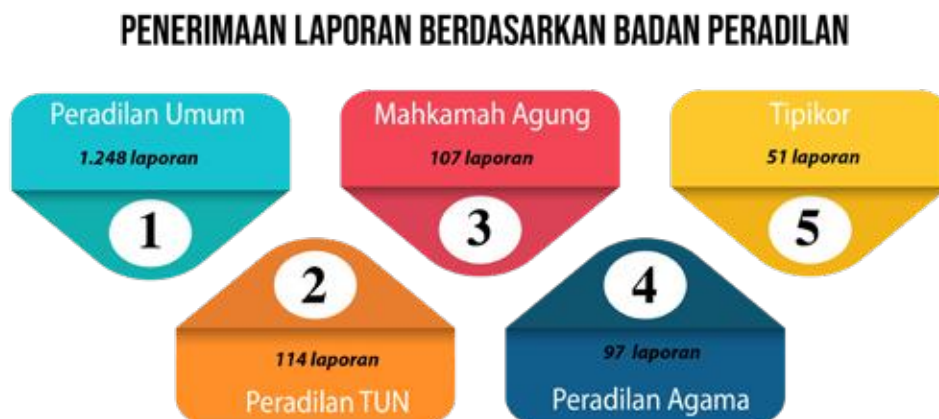 PENERIMAAN LAPORAN BERDASARKAN BADAN PERADILAN
Peradilan Umum
1.248 laporan
1
2
114 laporan
Peradilan TUN
Mahkamah Agung
107 laporan
3
4
97 laporan
Peradilan Agama
Tipikor
51 laporan
5